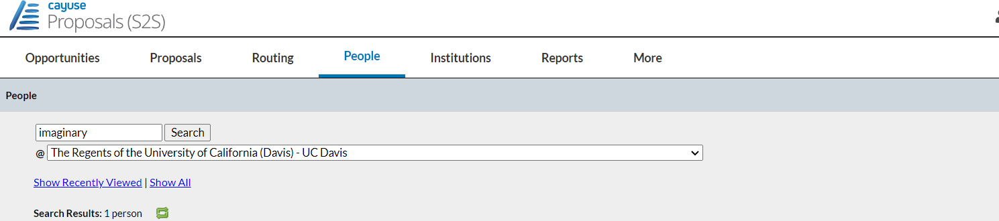 cayuse
Proposals (S2S)
Opportunities Proposals Routing People Institutions Reports More
People
imaginary Search
@ The Regents of the University of California (Davis) - UC Davis
Show Recently Viewed | Show All
Search Results: 1 person